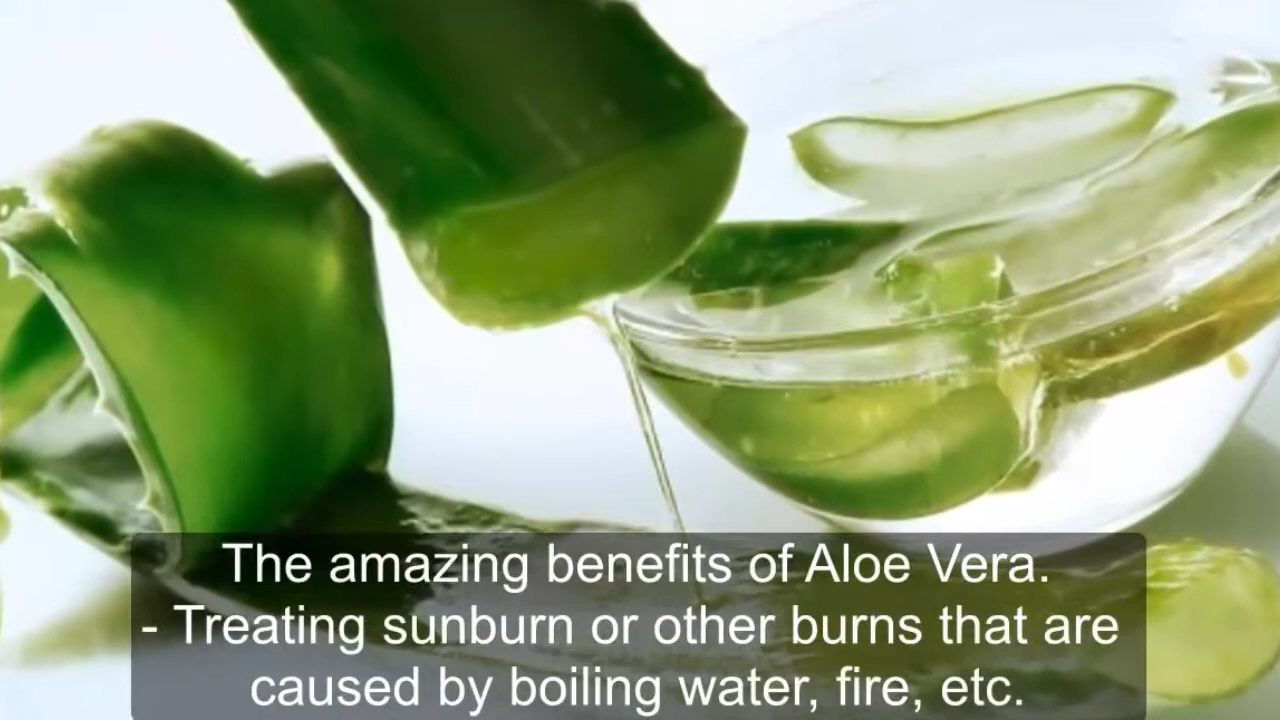 The amazing benefits of Aloe Vera.
- Treating sunburn or other burns that are
caused by boiling water, fire, etc.